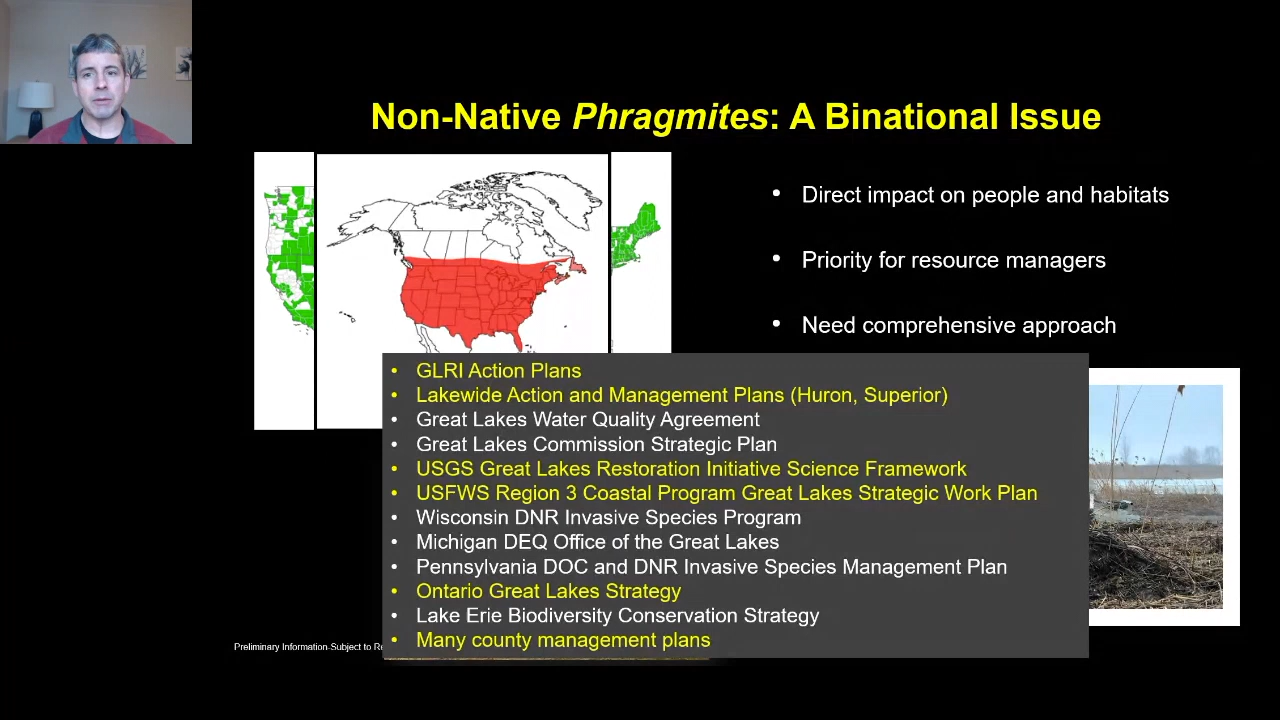 Non-Native Phragmites: A Binational Issue
• Direct impact on people and habitats
• Priority for resource managers
• Need comprehensive approach
• GLRI Action Plans
• Lakewide Action and Management Plans (Huron, Superior)
• Great Lakes Water Quality Agreement
• Great Lakes Commission Strategic Plan
• USGS Great Lakes Restoration Initiative Science Framework
• USFWS Region 3 Coastal Program Great Lakes Strategic Work Plan
• Wisconsin DNR Invasive Species Program
• Michigan DEQ Office of the Great Lakes
• Pennsylvania DOC and DNR Invasive Species Management Plan
• Ontario Great Lakes Strategy
• Lake Erie Biodiversity Conservation Strategy
• Many county management plans
Preliminary Information-Subject to